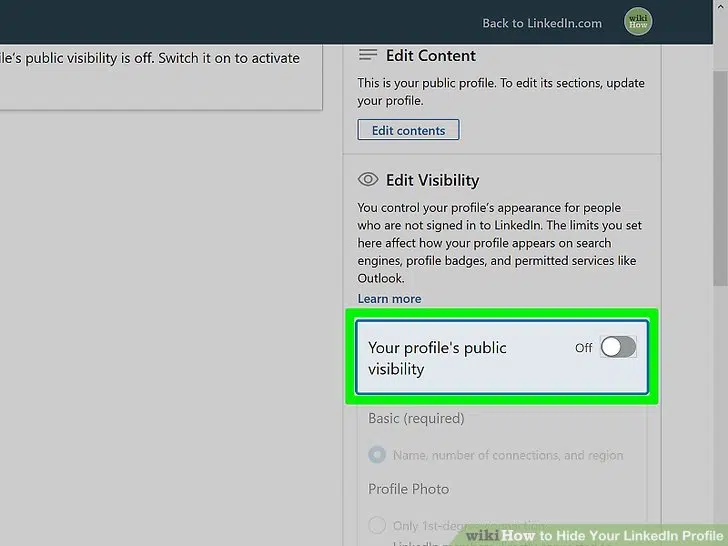 Back to LinkedIn.com
wiki
How
le's public visibility is off. Switch it on to activate
Edit Content
This is your public profile. To edit its sections, update
your profile.
Edit contents
Edit Visibility
You control your profile's appearance for people
who are not signed in to LinkedIn. The limits you set
here affect how your profile appears on search
engines, profile badges, and permitted services like
Outlook.
Learn more
Your profile's public
visibility
Off
Basic (required)
Name, number of connections, and region
Profile Photo
Only 1st-degree
wikiHow to Hide Your LinkedIn Profile